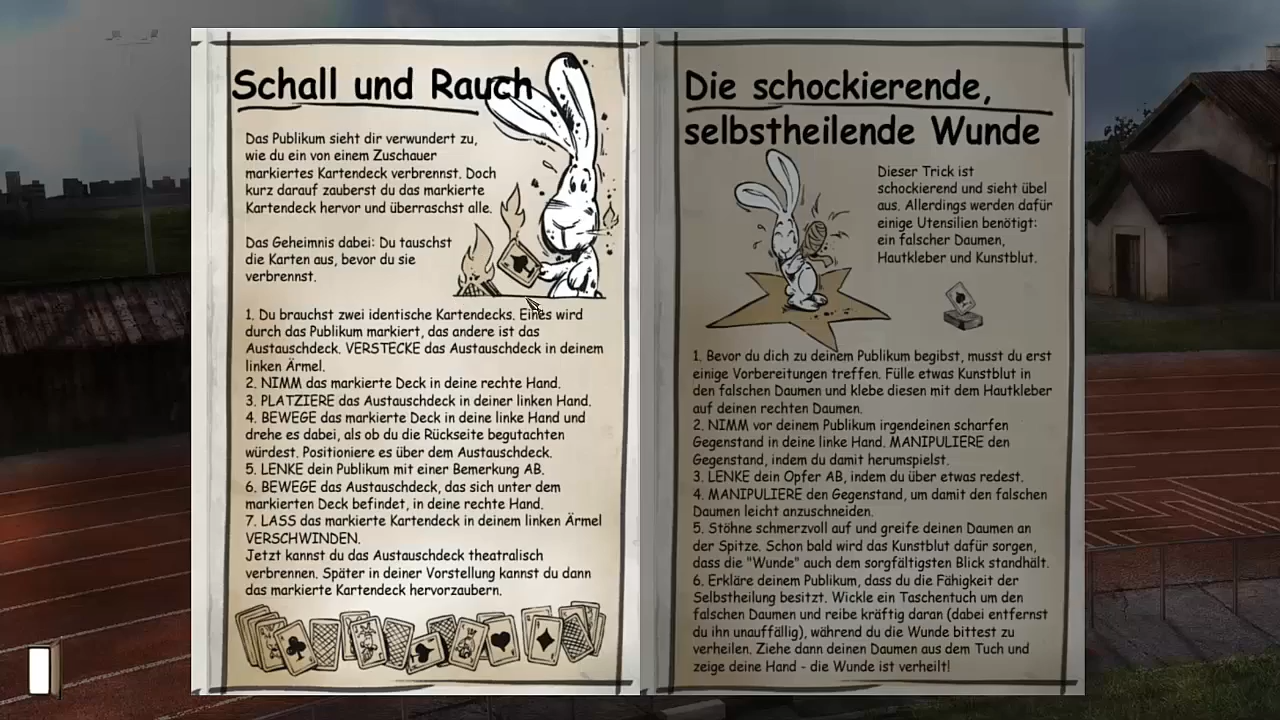 Schall und Rauch
Das Publikum sieht dir verwundert zu,
wie du ein von einem Zuschauer
markiertes Kartendeck verbrennst. Doch
kurz darauf zauberst du das markierte
Kartendeck hervor und überraschst alle.
Das Geheimnis dabei: Du tauschst
die Karten aus, bevor du sie
verbrennst.
1. Du brauchst zwei identische Kartendecks. Eines wird
durch das Publikum markiert, das andere ist das
Austauschdeck. VERSTECKE das Austauschdeck in deinem
linken Ärmel.
2. NIMM das markierte Deck in deine rechte Hand.
3. PLATZIERE das Austauschdeck in deiner linken Hand.
4. BEWEGE das markierte Deck in deine linke Hand und
drehe es dabei, als ob du die Rückseite begutachten
würdest. Positioniere es über dem Austauschdeck.
5. LENKE dein Publikum mit einer Bemerkung AB.
6. BEWEGE das Austauschdeck, das sich unter dem
markierten Deck befindet, in deine rechte Hand.
7. LASS das markierte Kartendeck in deinem linken Ärmel
VERSCHWINDEN.
Jetzt kannst du das Austauschdeck theatralisch
verbrennen. Später in deiner Vorstellung kannst du dann
das markierte Kartendeck hervorzaubern.
Die schockierende,
selbstheilende Wunde
Dieser Trick ist
schockierend und sieht übel
aus. Allerdings werden dafür
einige Utensilien benötigt:
ein falscher Daumen,
Hautkleber und Kunstblut.
1. Bevor du dich zu deinem Publikum begibst, musst du erst
einige Vorbereitungen treffen. Fülle etwas Kunstblut in
den falschen Daumen und klebe diesen mit dem Hautkleber
auf deinen rechten Daumen.
2. NIMM vor deinem Publikum irgendeinen scharfen
Gegenstand in deine linke Hand. MANIPULIERE den
Gegenstand, indem du damit herumspielst.
3. LENKE dein Opfer AB, indem du über etwas redest.
4. MANIPULIERE den Gegenstand, um damit den falschen
Daumen leicht anzuschneiden.
5. Stöhne schmerzvoll auf und greife deinen Daumen an
der Spitze. Schon bald wird das Kunstblut dafür sorgen,
dass die "Wunde" auch dem sorgfältigsten Blick standhält.
6. Erkläre deinem Publikum, dass du die Fähigkeit der
Selbstheilung besitzt. Wickle ein Taschentuch um den
falschen Daumen und reibe kräftig daran (dabei entfernst
du ihn unauffällig), während du die Wunde bittest zu
verheilen. Ziehe dann deinen Daumen aus dem Tuch und
zeige deine Hand - die Wunde ist verheilt!